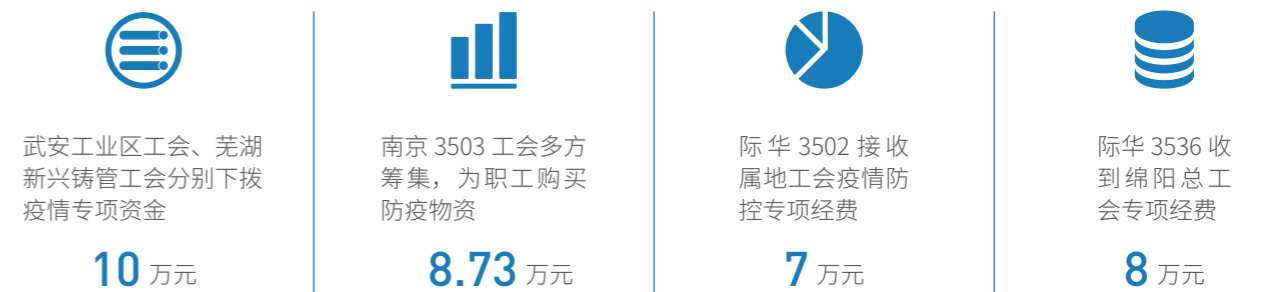 武安工业区工会、芜湖
新兴铸管工会分别下拨
疫情专项资金
10 万元
南京 3503 工会多方
筹集，为职工购买
防疫物资
8.73 万元
际华 3502 接收
属地工会疫情防
控专项经费
7 万元
际华 3536 收
到绵阳总工
会专项经费
8 万元